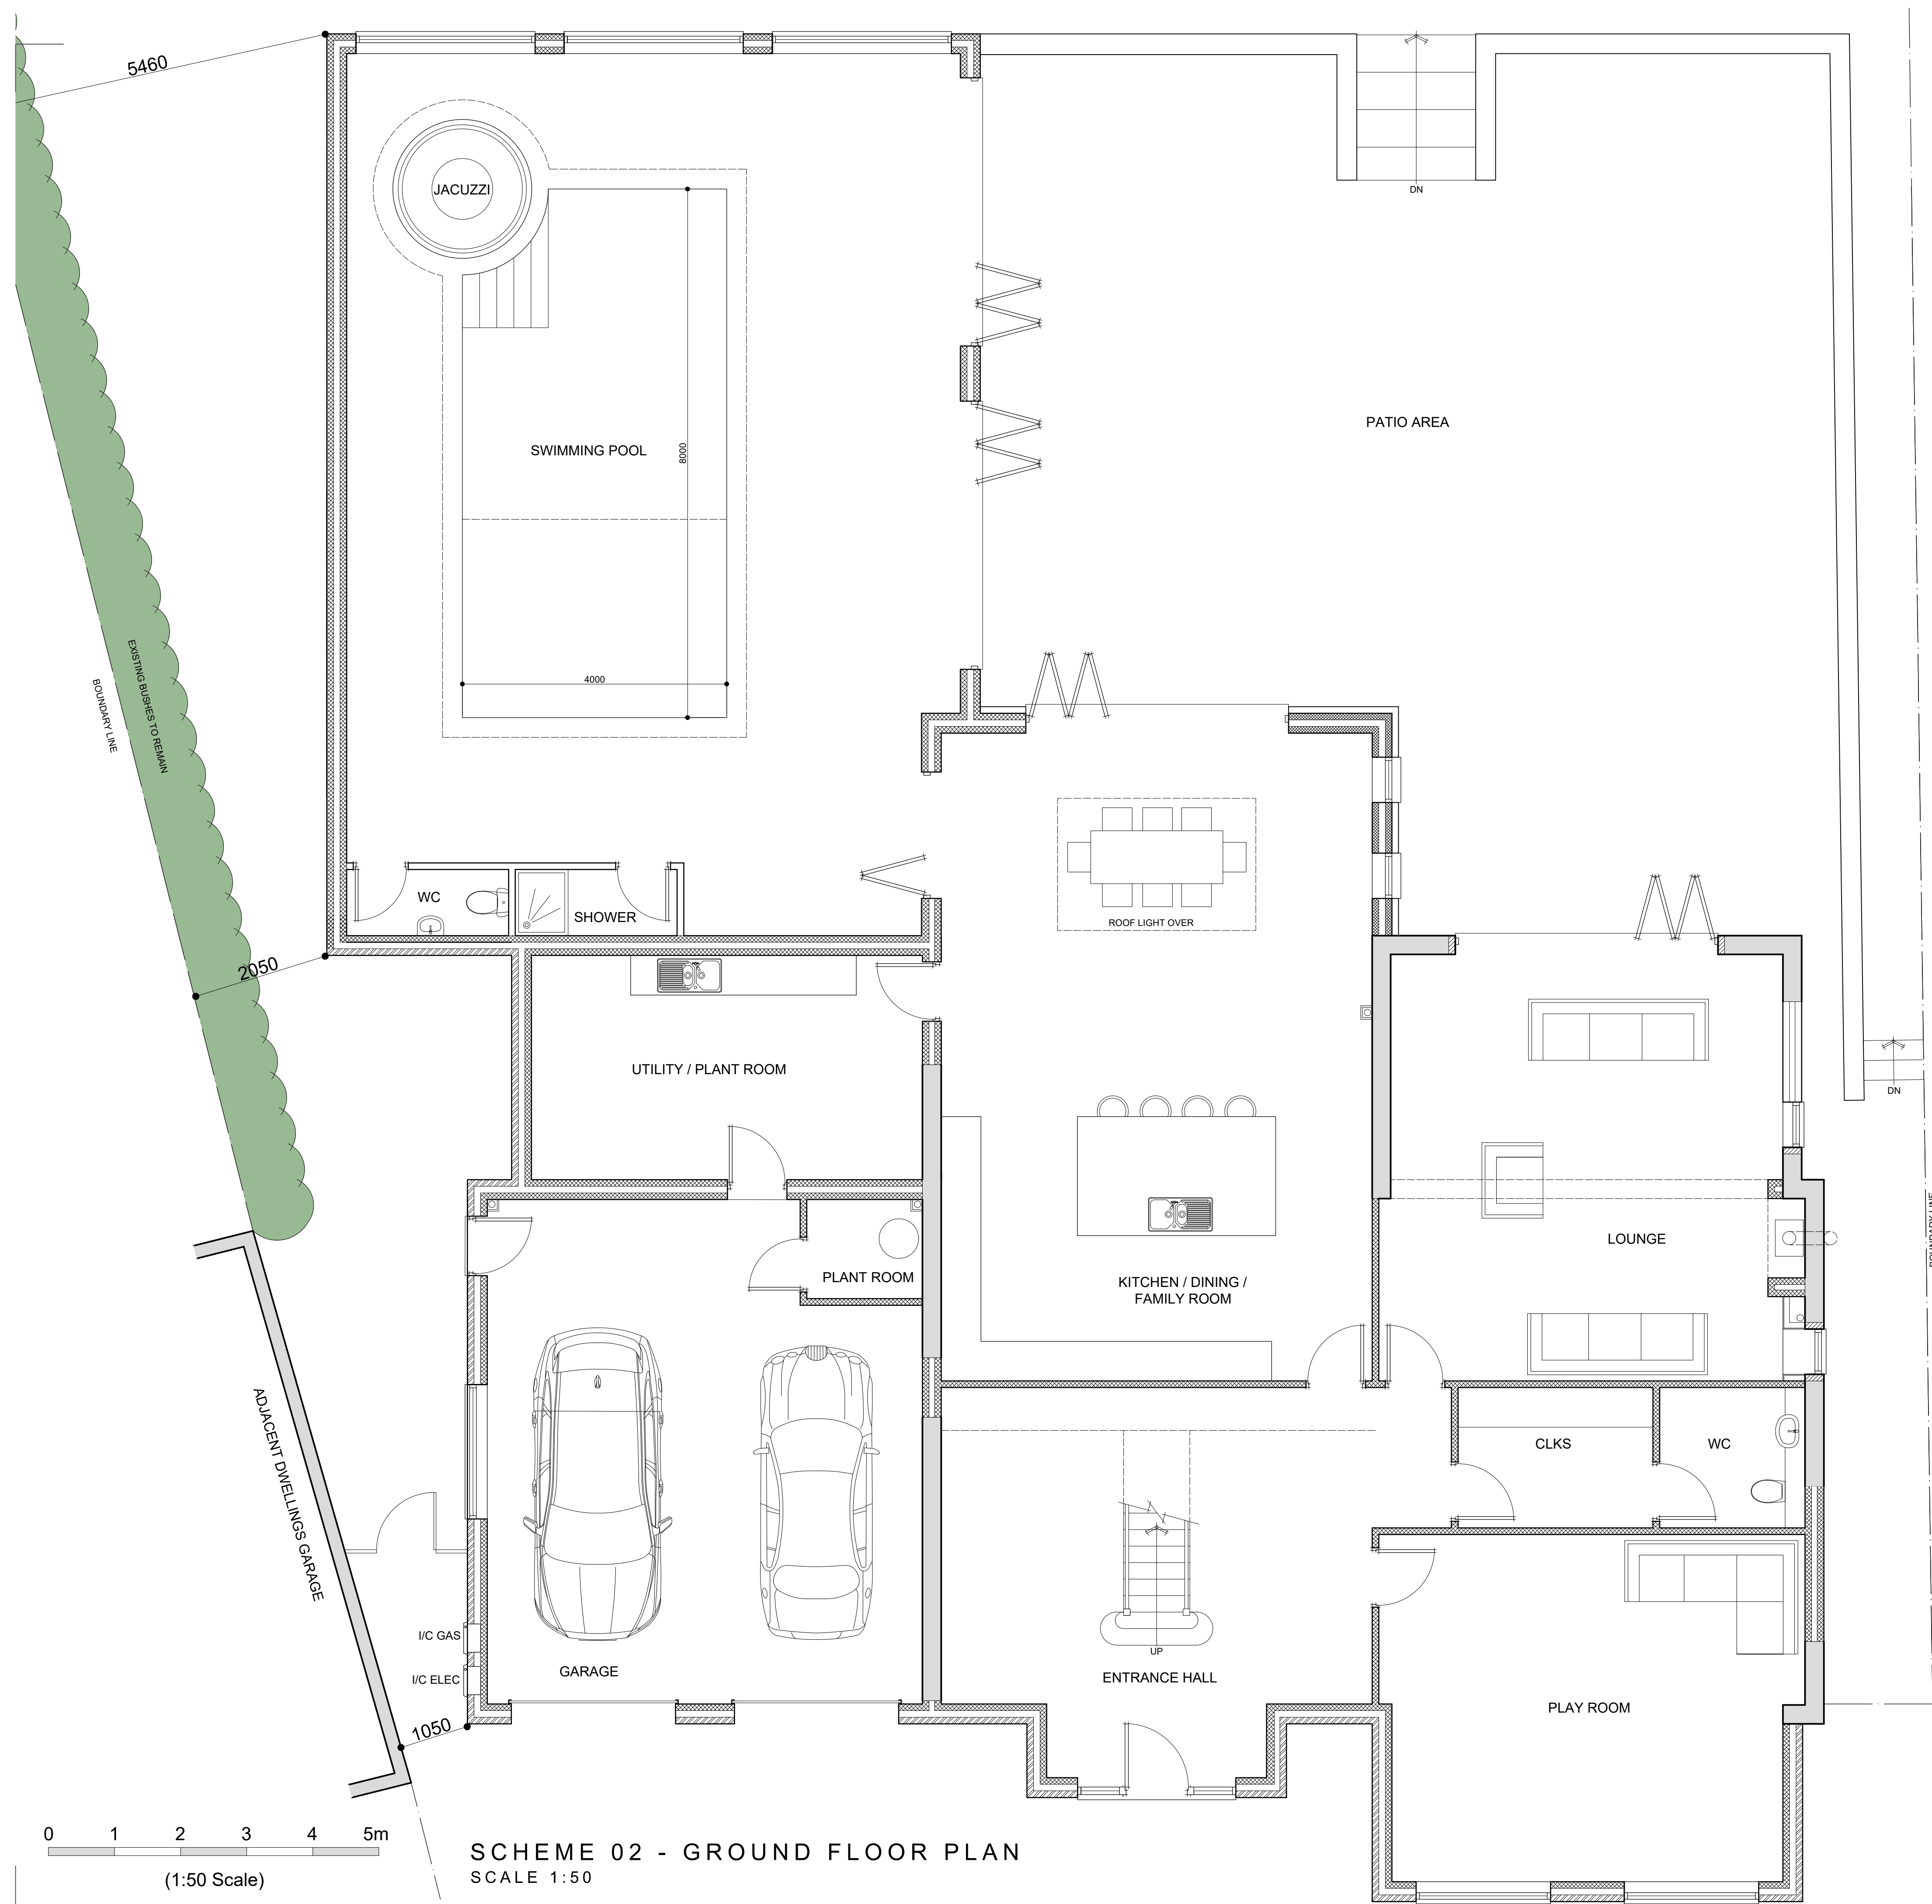 5460
JACUZZI
DN
PATIO AREA
SWIMMING POOL
8000
4000
EXISTING BUSHES TO REMAIN
BOUNDARY LINE
WC
SHOWER
ROOF LIGHT OVER
2050
UTILITY / PLANT ROOM
DN
BOUNDARY LINE
LOUNGE
PLANT ROOM
KITCHEN / DINING /
FAMILY ROOM
ADJACENT DWELLINGS GARAGE
CLKS
WC
I/C GAS
I/C ELEC
GARAGE
UP
ENTRANCE HALL
PLAY ROOM
1050
0 1 2 3 4 5m
(1:50 Scale)
SCHEME 02 - GROUND FLOOR PLAN
SCALE 1:50